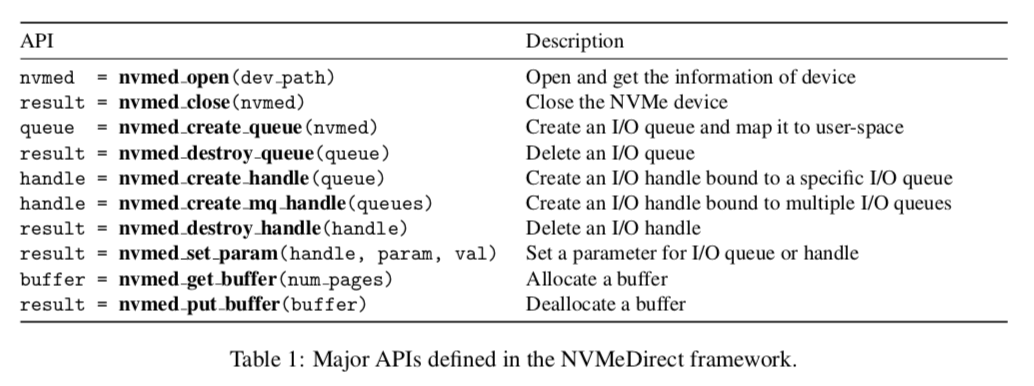 API Description
nvmed = nvmed_open(dev_path) Open and get the information of device
result = nvmed_close(nvmed) Close the NVMe device
queue = nvmed_create_queue(nvmed) Create an I/O queue and map it to user-space
result = nvmed_destroy_queue(queue) Delete an I/O queue
handle = nvmed_create_handle(queue) Create an I/O handle bound to a specific I/O queue
handle = nvmed_create_mq_handle(queues) Create an I/O handle bound to multiple I/O queues
result = nvmed_destroy_handle(handle) Delete an I/O handle
result = nvmed_set_param(handle, param, val) Set a parameter for I/O queue or handle
buffer = nvmed_get_buffer(num_pages) Allocate a buffer
result = nvmed_put_buffer(buffer) Deallocate a buffer
Table 1: Major APIs defined in the NVMeDirect framework.